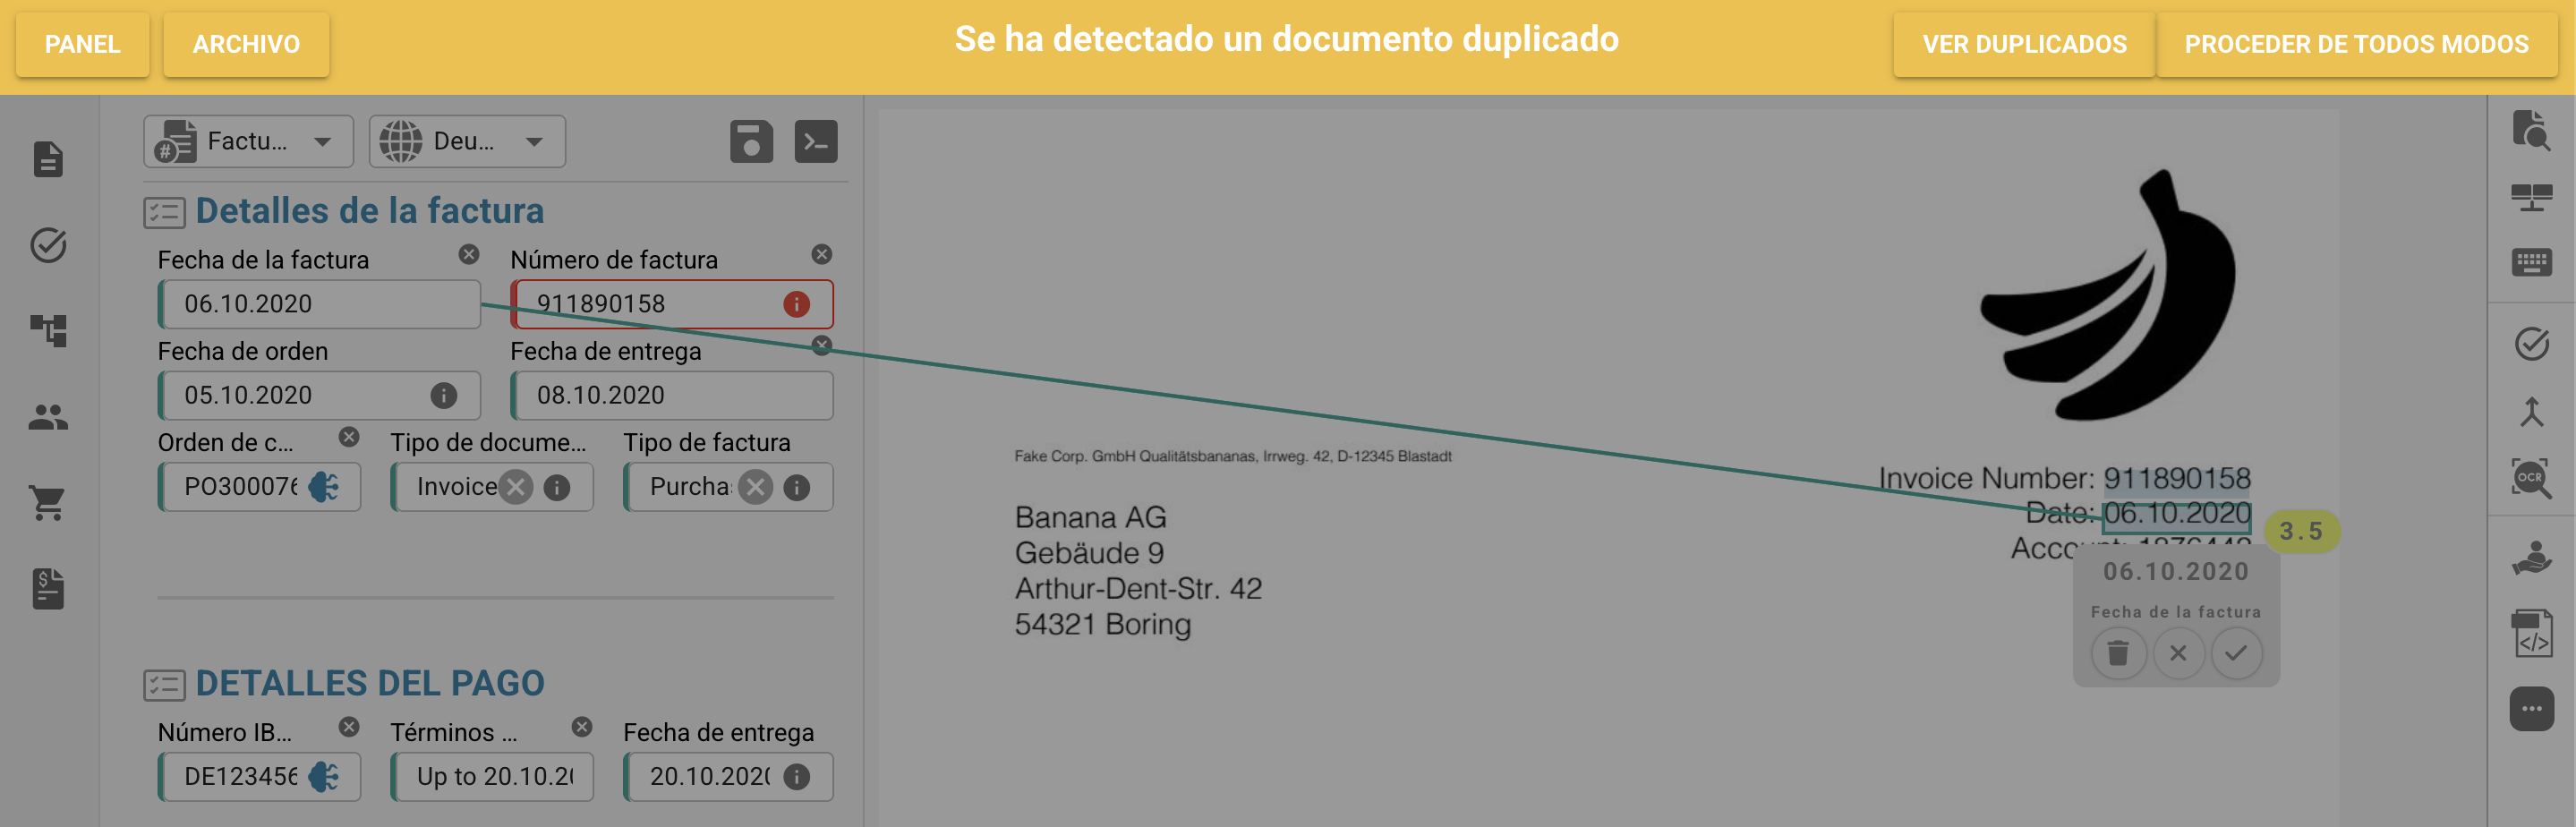 PANEL
ARCHIVO
Se ha detectado un documento duplicado
VER DUPLICADOS
PROCEDER DE TODOS MODOS
Factu...
Deu...
Detalles de la factura
Fecha de la factura
Número de factura
06.10.2020
911890158
Fecha de orden
Fecha de entrega
05.10.2020
08.10.2020
Orden de c...
Tipo de docume...
Tipo de factura
PO300076
Invoice
Purcha
DETALLES DEL PAGO
Número IB...
Términos ...
Fecha de entrega
DE123456
Up to 20.10.20
20.10.2020
Fake Corp. GmbH Qualitätsbananas, Irrweg. 42, D-12345 Blastadt
Banana AG
Gebäude 9
Arthur-Dent-Str. 42
54321 Boring
Invoice Number: 911890158
Date: 06.10.2020
3.5
06.10.2020
Fecha de la factura
OCR